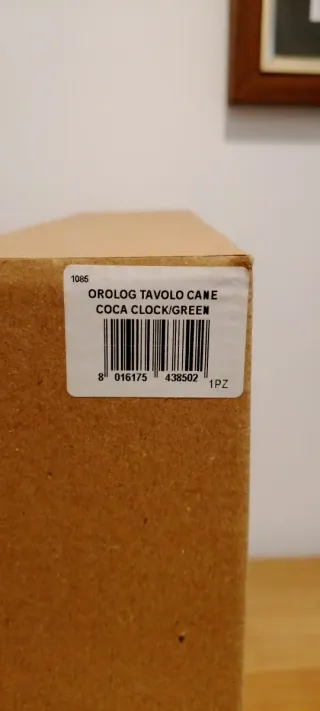 1085
OROLOG TAVOLO CANE
COCA CLOCK/GREEN
8 016175 438502
1PZ